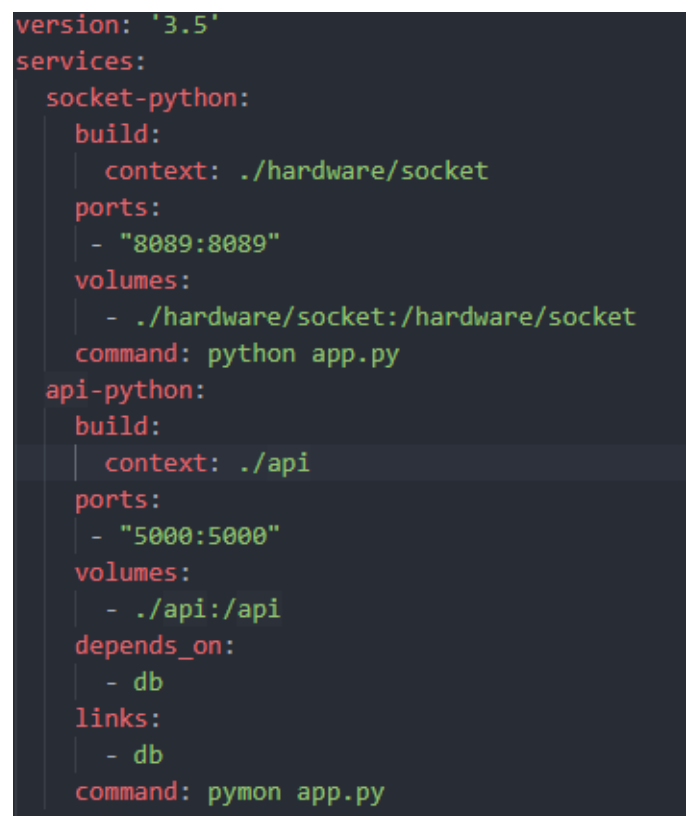 version: '3.5'
services:
  socket-python:
    build:
      context: ./hardware/socket
    ports:
     - "8089:8089"
    volumes:
      - ./hardware/socket:/hardware/socket
    command: python app.py
  api-python:
    build:
      context: ./api
    ports:
     - "5000:5000"
    volumes:
      - ./api:/api
    depends_on:
      - db
    links:
      - db
    command: pymon app.py